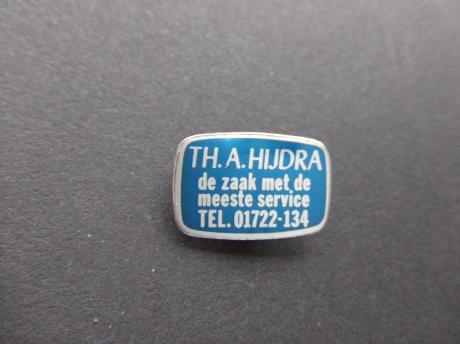 TH. A. HIJDRA
de zaak met de
meeste service
TEL. 01722-134